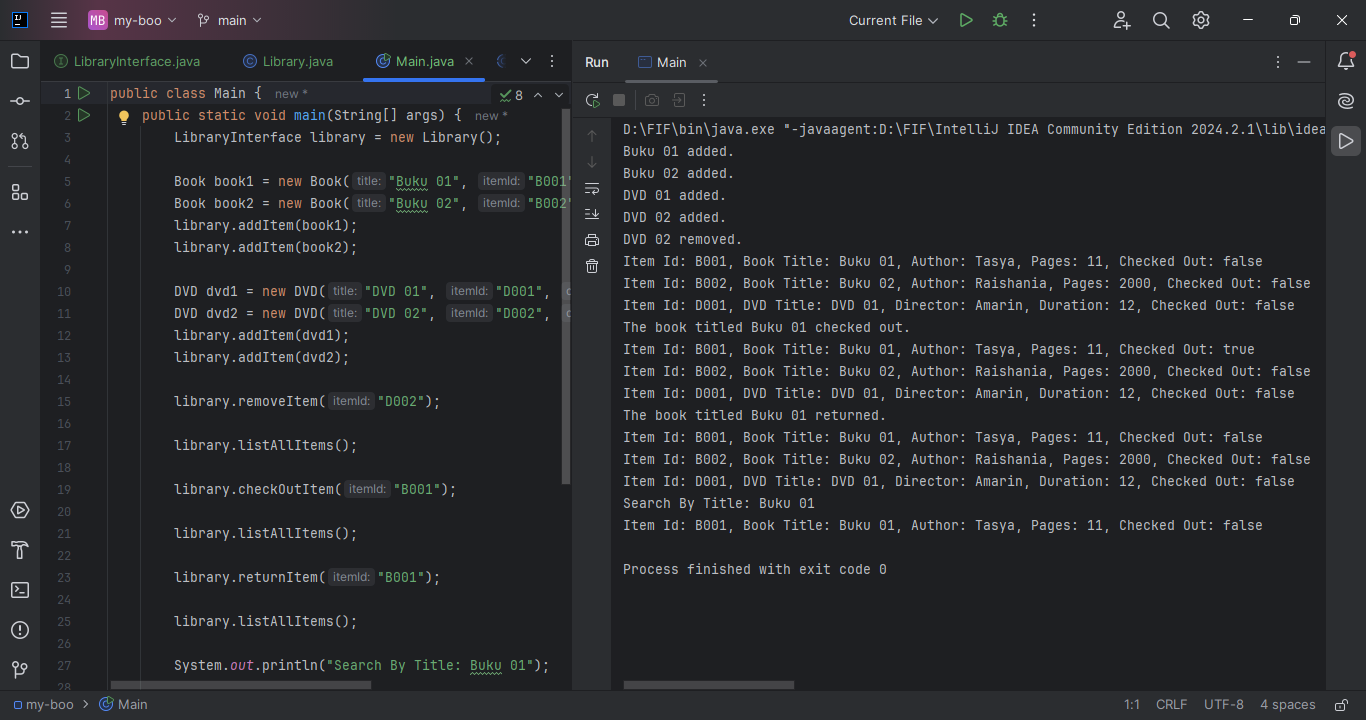 MB my-boo main Current File
LibraryInterface.java Library.java Main.java
Run Main
1 public class Main { new *
8
2 public static void main(String[] args) { new *
3 LibraryInterface library = new Library();
4
5 Book book1 = new Book( title: "Buku 01", itemId: "B001"
6 Book book2 = new Book( title: "Buku 02", itemId: "B002"
7 library.addItem(book1);
8 library.addItem(book2);
9
10 DVD dvd1 = new DVD( title: "DVD 01", itemId: "D001",
11 DVD dvd2 = new DVD( title: "DVD 02", itemId: "D002",
12 library.addItem(dvd1);
13 library.addItem(dvd2);
14
15 library.removeItem( itemId: "D002");
16
17 library.listAllItems();
18
19 library.checkOutItem( itemId: "B001");
20
21 library.listAllItems();
22
23 library.returnItem( itemId: "B001");
24
25 library.listAllItems();
26
27 System.out.println("Search By Title: Buku 01");
28
D:\FIF\bin\java.exe "-javaagent:D:\FIF\IntelliJ IDEA Community Edition 2024.2.1\lib\idea
Buku 01 added.
Buku 02 added.
DVD 01 added.
DVD 02 added.
DVD 02 removed.
Item Id: B001, Book Title: Buku 01, Author: Tasya, Pages: 11, Checked Out: false
Item Id: B002, Book Title: Buku 02, Author: Raishania, Pages: 2000, Checked Out: false
Item Id: D001, DVD Title: DVD 01, Director: Amarin, Duration: 12, Checked Out: false
The book titled Buku 01 checked out.
Item Id: B001, Book Title: Buku 01, Author: Tasya, Pages: 11, Checked Out: true
Item Id: B002, Book Title: Buku 02, Author: Raishania, Pages: 2000, Checked Out: false
Item Id: D001, DVD Title: DVD 01, Director: Amarin, Duration: 12, Checked Out: false
The book titled Buku 01 returned.
Item Id: B001, Book Title: Buku 01, Author: Tasya, Pages: 11, Checked Out: false
Item Id: B002, Book Title: Buku 02, Author: Raishania, Pages: 2000, Checked Out: false
Item Id: D001, DVD Title: DVD 01, Director: Amarin, Duration: 12, Checked Out: false
Search By Title: Buku 01
Item Id: B001, Book Title: Buku 01, Author: Tasya, Pages: 11, Checked Out: false
Process finished with exit code 0
my-boo > Main
1:1 CRLF UTF-8 4 spaces